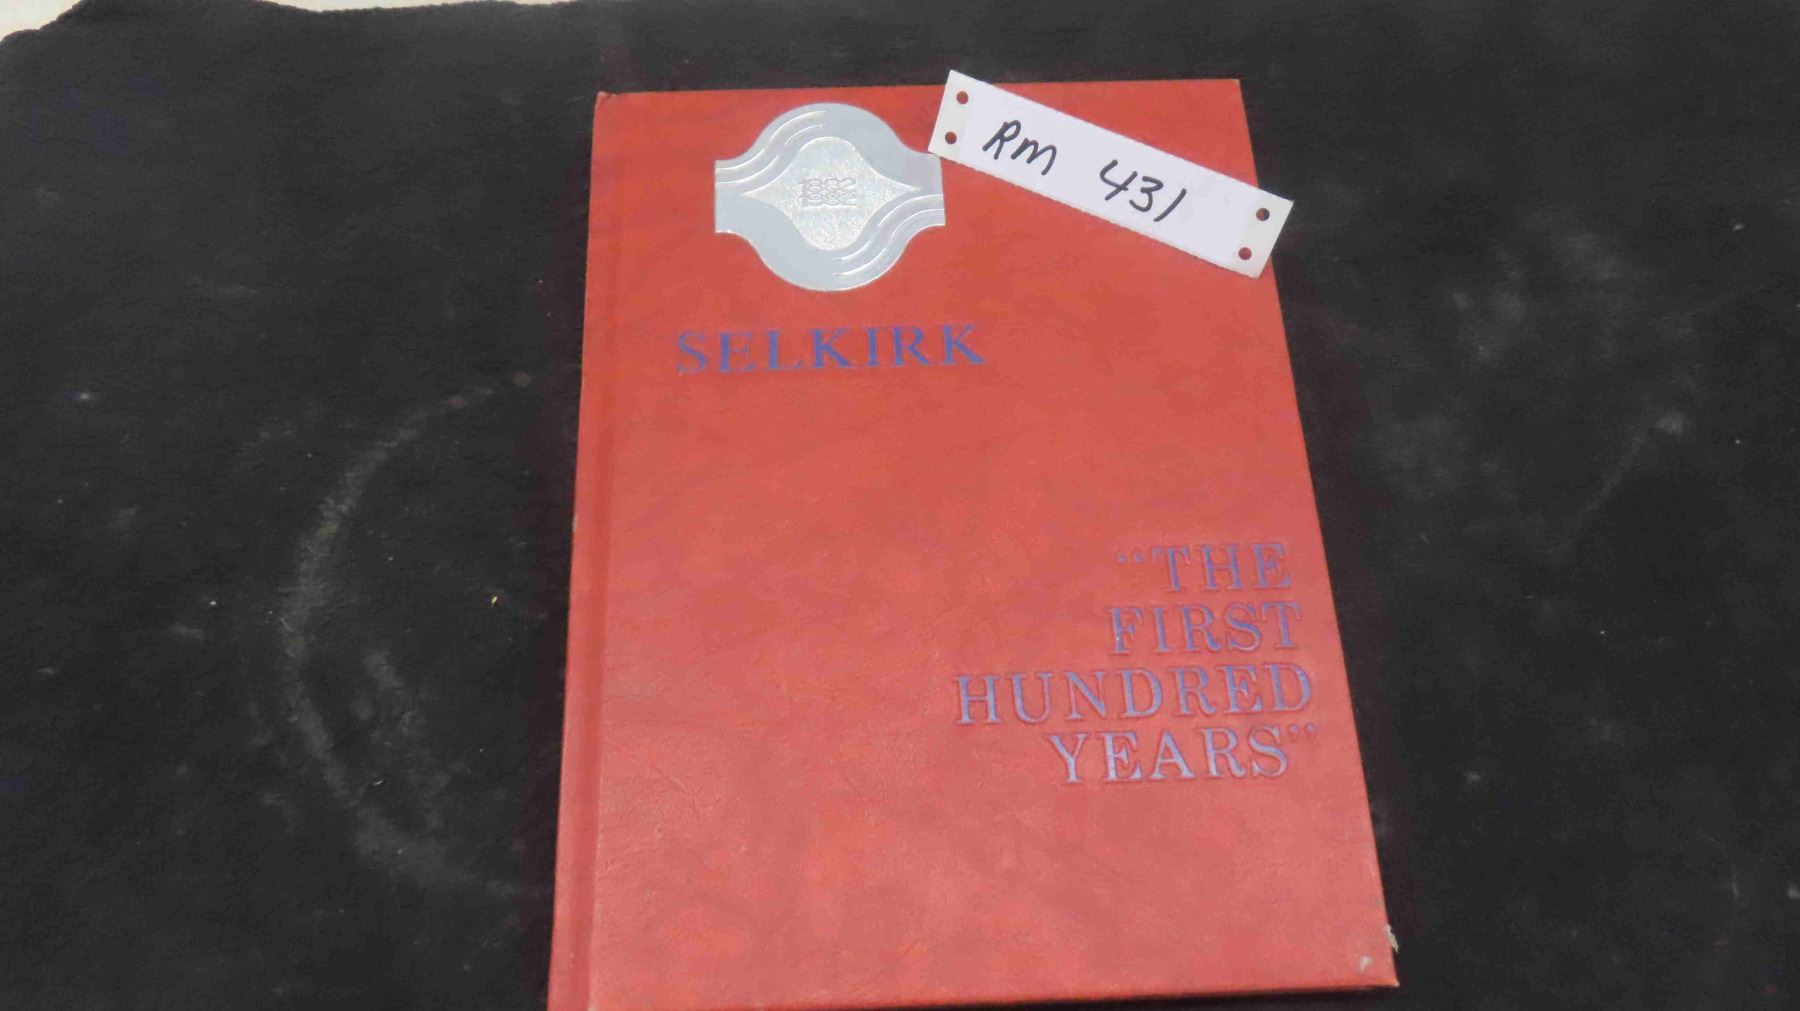 RM 431
1882
1982
SELKIRK
“THE
FIRST
HUNDRED
YEARS”